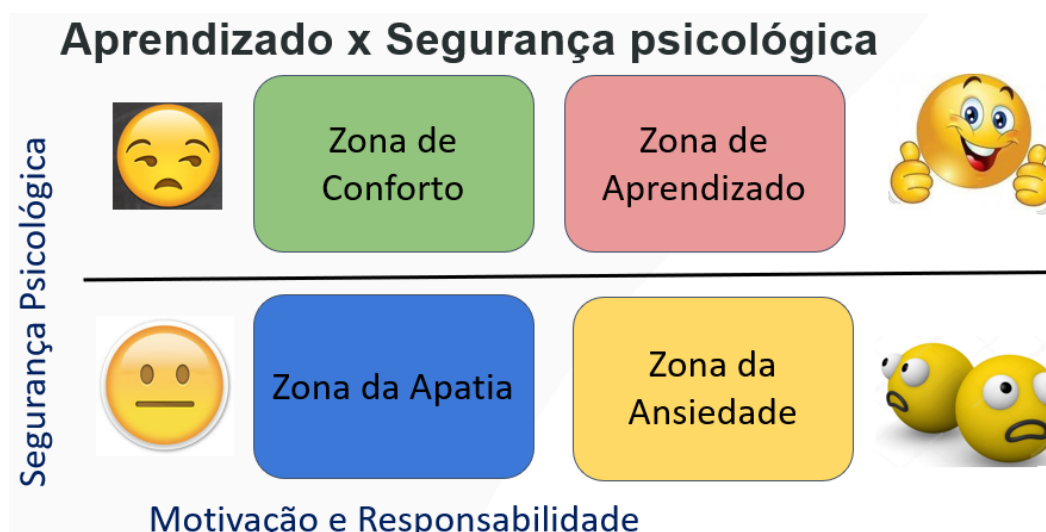 Aprendizado x Segurança psicológica
Segurança Psicológica
Zona de
Conforto
Zona de
Aprendizado
Zona da Apatia
Zona da
Ansiedade
Motivação e Responsabilidade